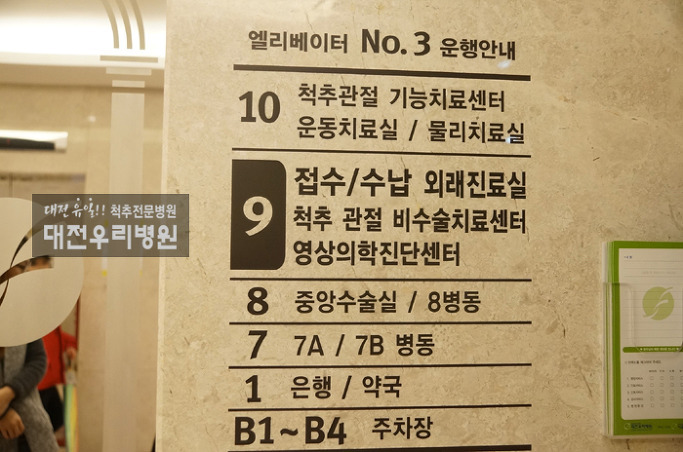 엘리베이터 No.3 운행안내
10 척추관절 기능치료센터
운동치료실 / 물리치료실
9 접수/수납 외래진료실
척추 관절 비수술치료센터
영상의학진단센터
8 중앙수술실 / 8병동
7 7A / 7B 병동
1 은행 / 약국
B1~B4 주차장
대전 유일!! 척추전문병원
대전우리병원